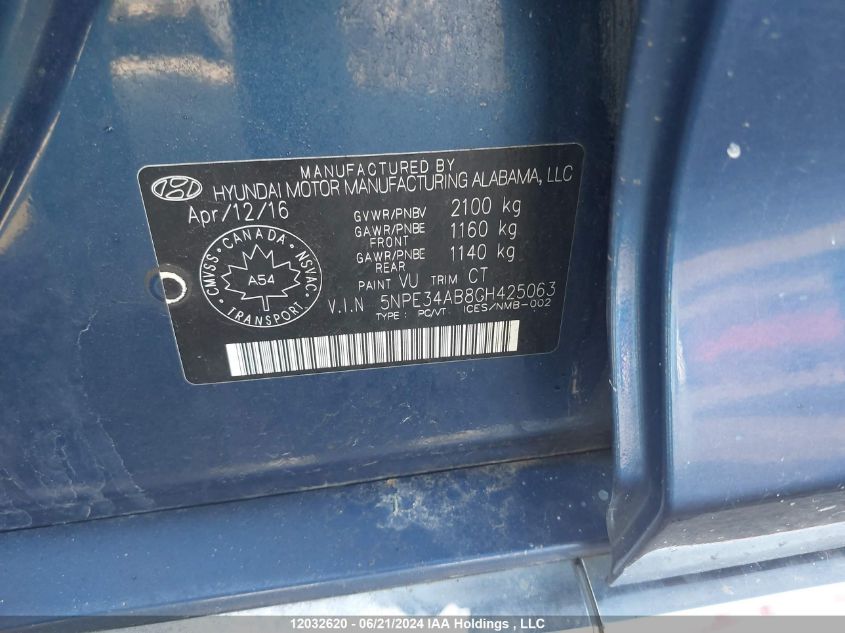 MANUFACTURED BY
HYUNDAI MOTOR MANUFACTURING ALABAMA, LLC
Apr/12/16
GVWR/PNBV 2100 kg
GAWR/PNBE FRONT 1160 kg
GAWR/PNBE REAR 1140 kg
CANADA
CMVSS
NSVAC
A54
TRANSPORT
PAINT VU TRIM CT
V.I.N 5NPE34AB8GH425063
TYPE : PC/VT ICES/NMB-002
12032620 - 06/21/2024 IAA Holdings , LLC